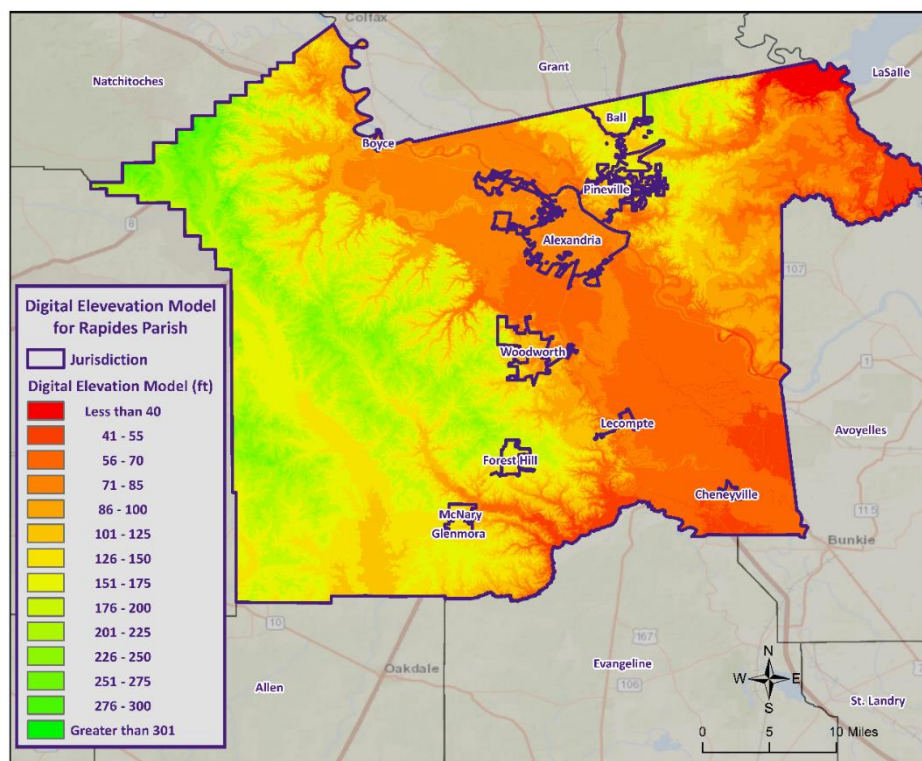 Colfax
Natchitoches
Grant
LaSalle
Ball
Boyce
Pineville
Alexandria
8
107
Digital Elevevation Model
for Rapides Parish
Jurisdiction
Digital Elevation Model (ft)
Less than 40
41 - 55
56 - 70
71 - 85
86 - 100
101 - 125
126 - 150
151 - 175
176 - 200
201 - 225
226 - 250
251 - 275
276 - 300
Greater than 301
Woodworth
1
Lecompte
Avoyelles
Forest Hill
Cheneyville
McNary
Glenmora
115
Bunkie
10
167
Oakdale
Evangeline
106
Allen
St. Landry
N
W E
S
0 5 10 Miles